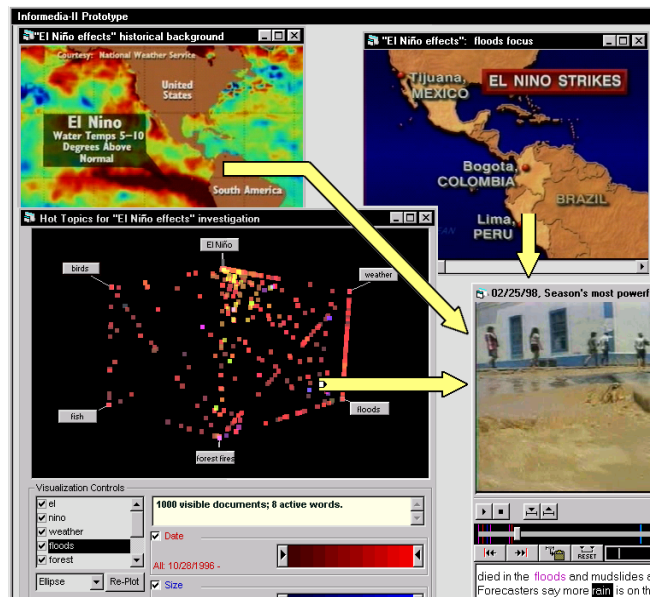 Informedia-II Prototype
"El Niño effects" historical background
Courtesy: National Weather Service
United
States
El Nino
Water Temps 5-10
Degrees Above
Normal
South America
"El Niño effects": floods focus
Tijuana,
MEXICO
EL NINO STRIKES
Bogota,
COLOMBIA
BRAZIL
Lima,
PERU
Hot Topics for "El Niño effects" investigation
El Niño
birds
weather
fish
floods
forest fires
02/25/98, Season's most powerf
Visualization Controls
el
nino
weather
floods
forest
Ellipse
Re-Plot
1000 visible documents; 8 active words.
Date
All: 10/28/1996 -
Size
RESET
died in the floods and mudslides a
Forecasters say more rain is on th